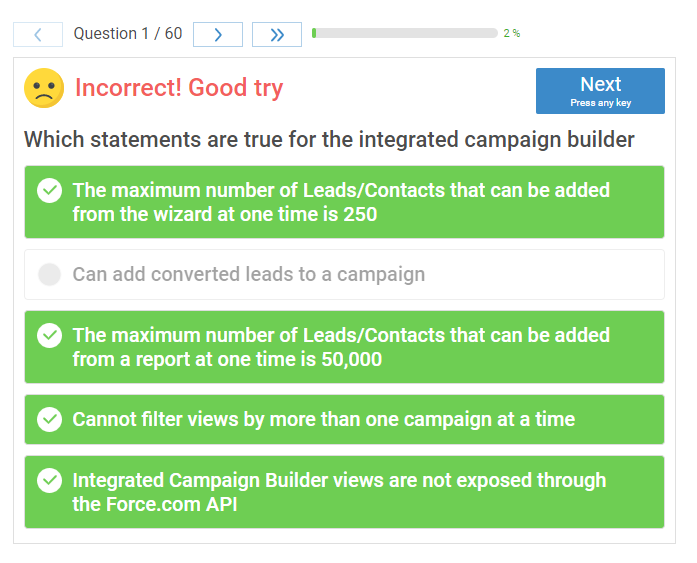 Question 1 / 60
2 %
Incorrect! Good try
Next
Press any key
Which statements are true for the integrated campaign builder
The maximum number of Leads/Contacts that can be added
from the wizard at one time is 250
Can add converted leads to a campaign
The maximum number of Leads/Contacts that can be added
from a report at one time is 50,000
Cannot filter views by more than one campaign at a time
Integrated Campaign Builder views are not exposed through
the Force.com API